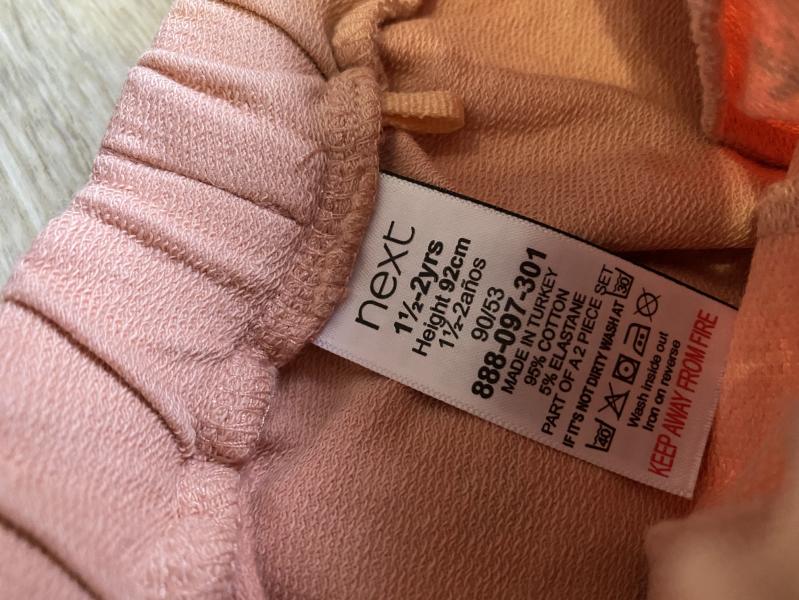 next
1½-2yrs
Height 92cm
1½-2años
90/53
888-097-301
MADE IN TURKEY
95% COTTON
5% ELASTANE
PART OF A 2 PIECE SET
IF IT'S NOT DIRTY WASH AT 30
40
Wash inside out
Iron on reverse
KEEP AWAY FROM FIRE